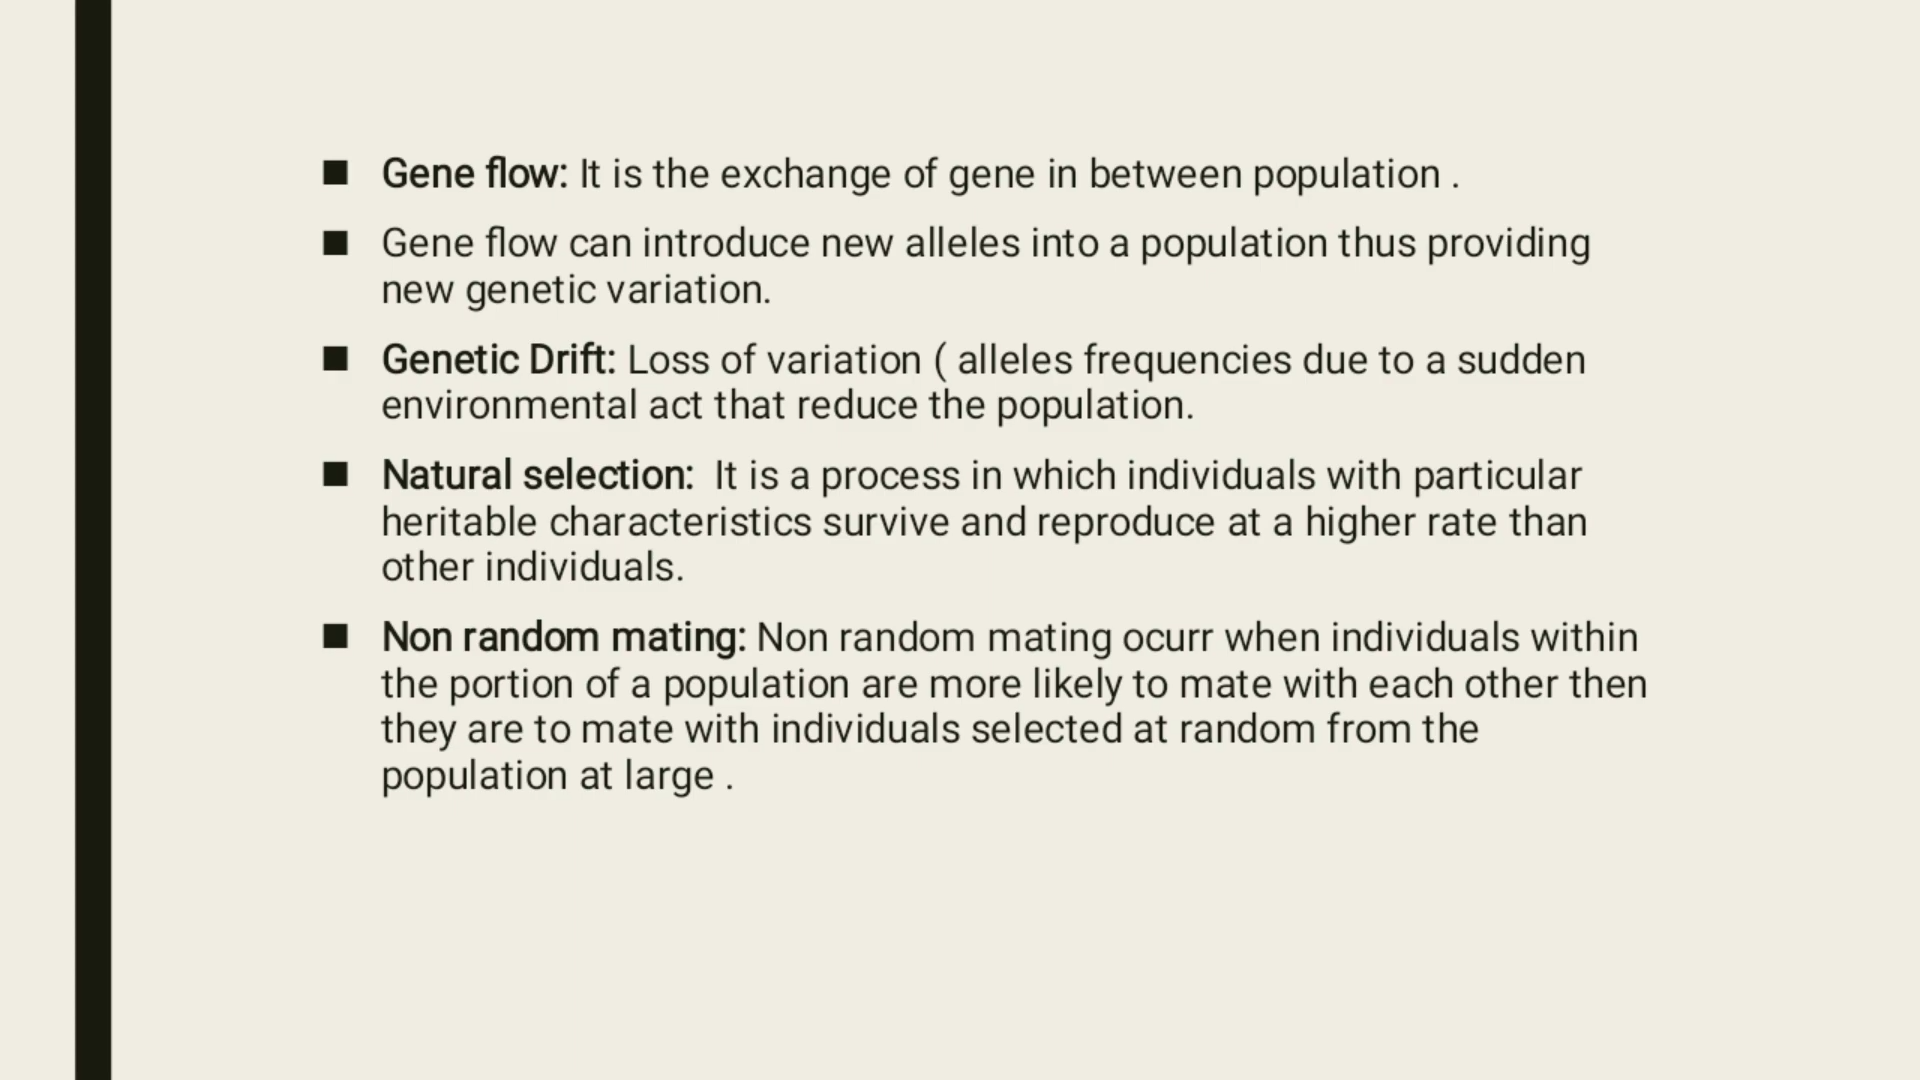 ■ Gene flow: It is the exchange of gene in between population .
■ Gene flow can introduce new alleles into a population thus providing
new genetic variation.
■ Genetic Drift: Loss of variation ( alleles frequencies due to a sudden
environmental act that reduce the population.
■ Natural selection:  It is a process in which individuals with particular
heritable characteristics survive and reproduce at a higher rate than
other individuals.
■ Non random mating: Non random mating ocurr when individuals within
the portion of a population are more likely to mate with each other then
they are to mate with individuals selected at random from the
population at large .